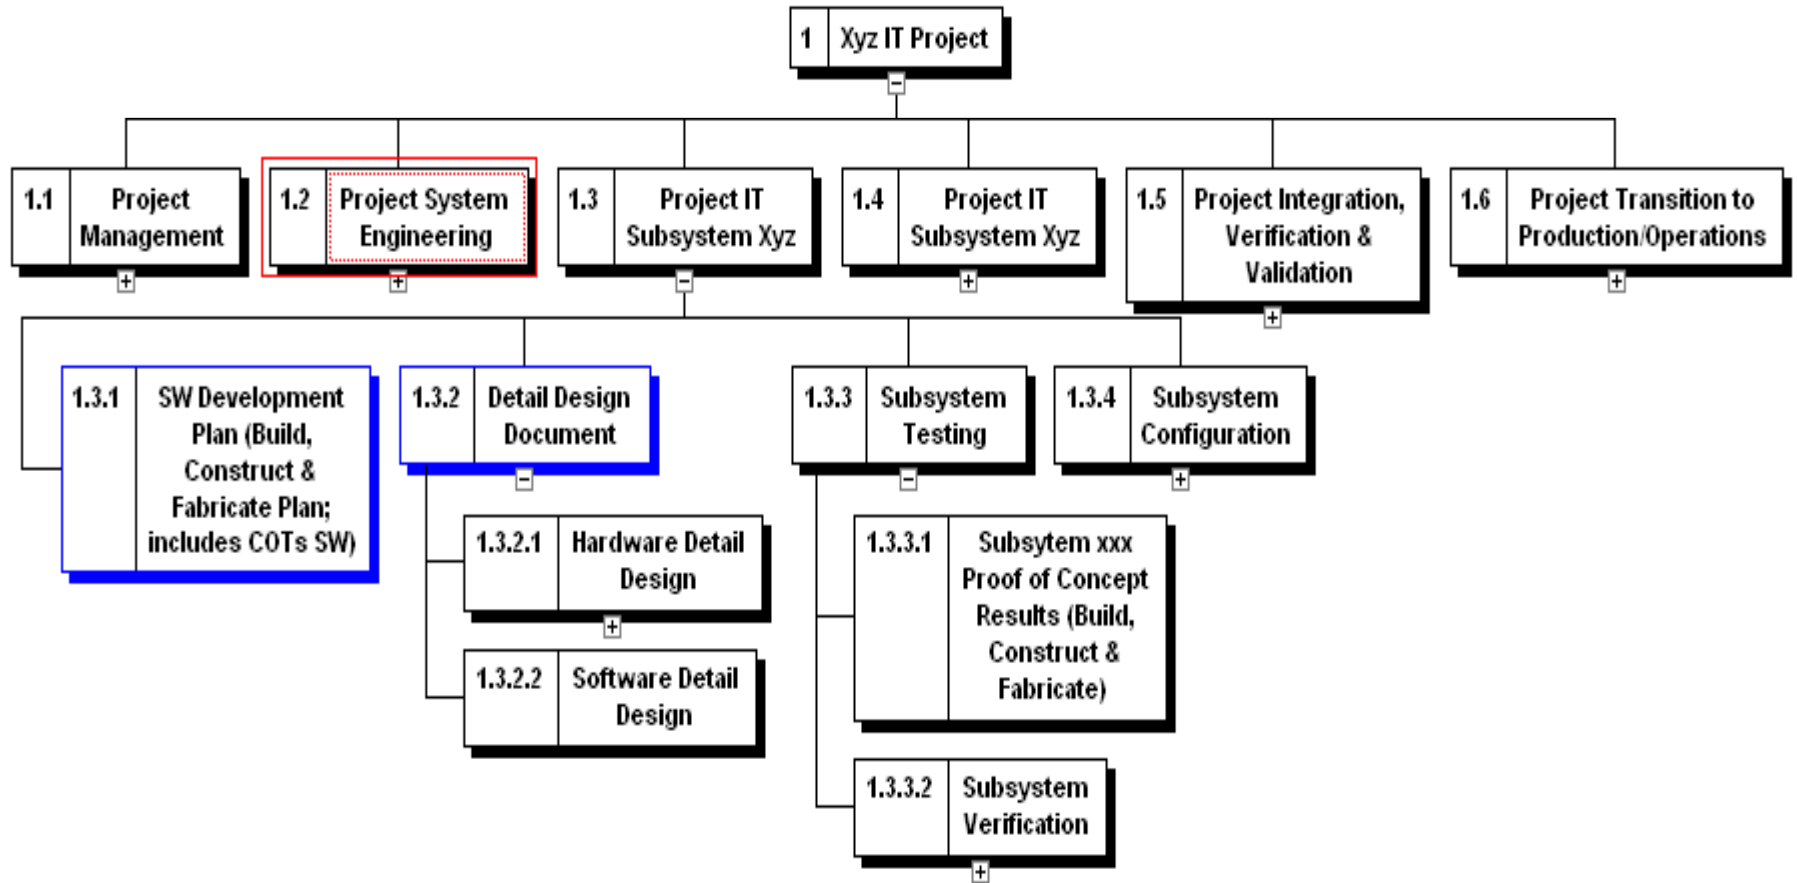 1 Xyz IT Project
1.1 Project
Management
1.2 Project System
Engineering
1.3 Project IT
Subsystem Xyz
1.4 Project IT
Subsystem Xyz
1.5 Project Integration,
Verification &
Validation
1.6 Project Transition to
Production/Operations
1.3.1 SW Development
Plan (Build,
Construct &
Fabricate Plan;
includes COTs SW)
1.3.2 Detail Design
Document
1.3.2.1 Hardware Detail
Design
1.3.2.2 Software Detail
Design
1.3.3 Subsystem
Testing
1.3.3.1 Subsytem xxx
Proof of Concept
Results (Build,
Construct &
Fabricate)
1.3.3.2 Subsystem
Verification
1.3.4 Subsystem
Configuration